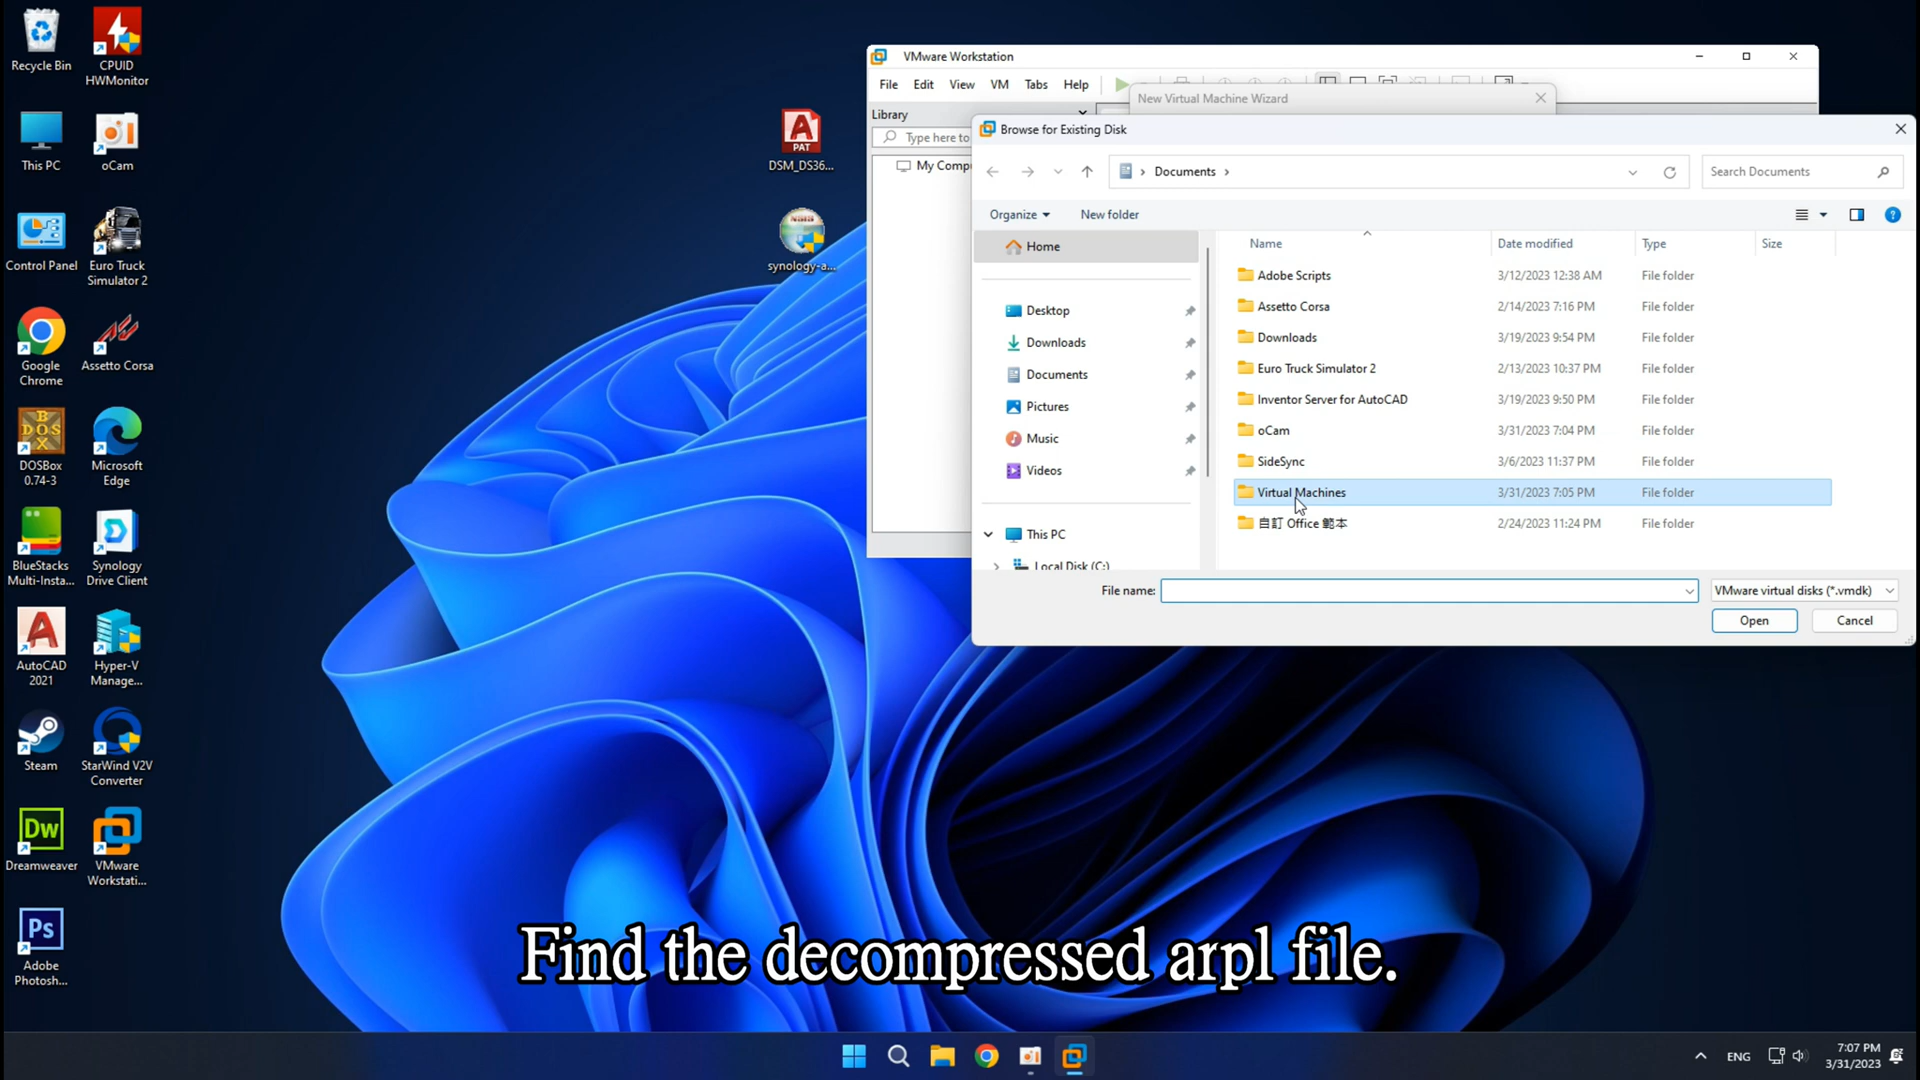 Recycle Bin
CPUID
HWMonitor
This PC
oCam
Control Panel
Euro Truck
Simulator 2
Google
Chrome
Assetto Corsa
DOSBox
0.74-3
Microsoft
Edge
BlueStacks
Multi-Insta...
Synology
Drive Client
AutoCAD
2021
Hyper-V
Manage...
Steam
StarWind V2V
Converter
Dw
Dreamweaver
VMware
Workstati...
Ps
Adobe
Photosh...
PAT
DSM_DS36...
synology-a...
VMware Workstation
File Edit View VM Tabs Help
New Virtual Machine Wizard
Library
Type here to
My Comp
Browse for Existing Disk
Documents
Search Documents
Organize
New folder
Home
Desktop
Downloads
Documents
Pictures
Music
Videos
This PC
Local Disk (C:)
Name Date modified Type Size
Adobe Scripts 3/12/2023 12:38 AM File folder
Assetto Corsa 2/14/2023 7:16 PM File folder
Downloads 3/19/2023 9:54 PM File folder
Euro Truck Simulator 2 2/13/2023 10:37 PM File folder
Inventor Server for AutoCAD 3/19/2023 9:50 PM File folder
oCam 3/31/2023 7:04 PM File folder
SideSync 3/6/2023 11:37 PM File folder
Virtual Machines 3/31/2023 7:05 PM File folder
自訂 Office 範本 2/24/2023 11:24 PM File folder
File name:
VMware virtual disks (*.vmdk)
Open
Cancel
Find the decompressed arpl file.
ENG
7:07 PM
3/31/2023